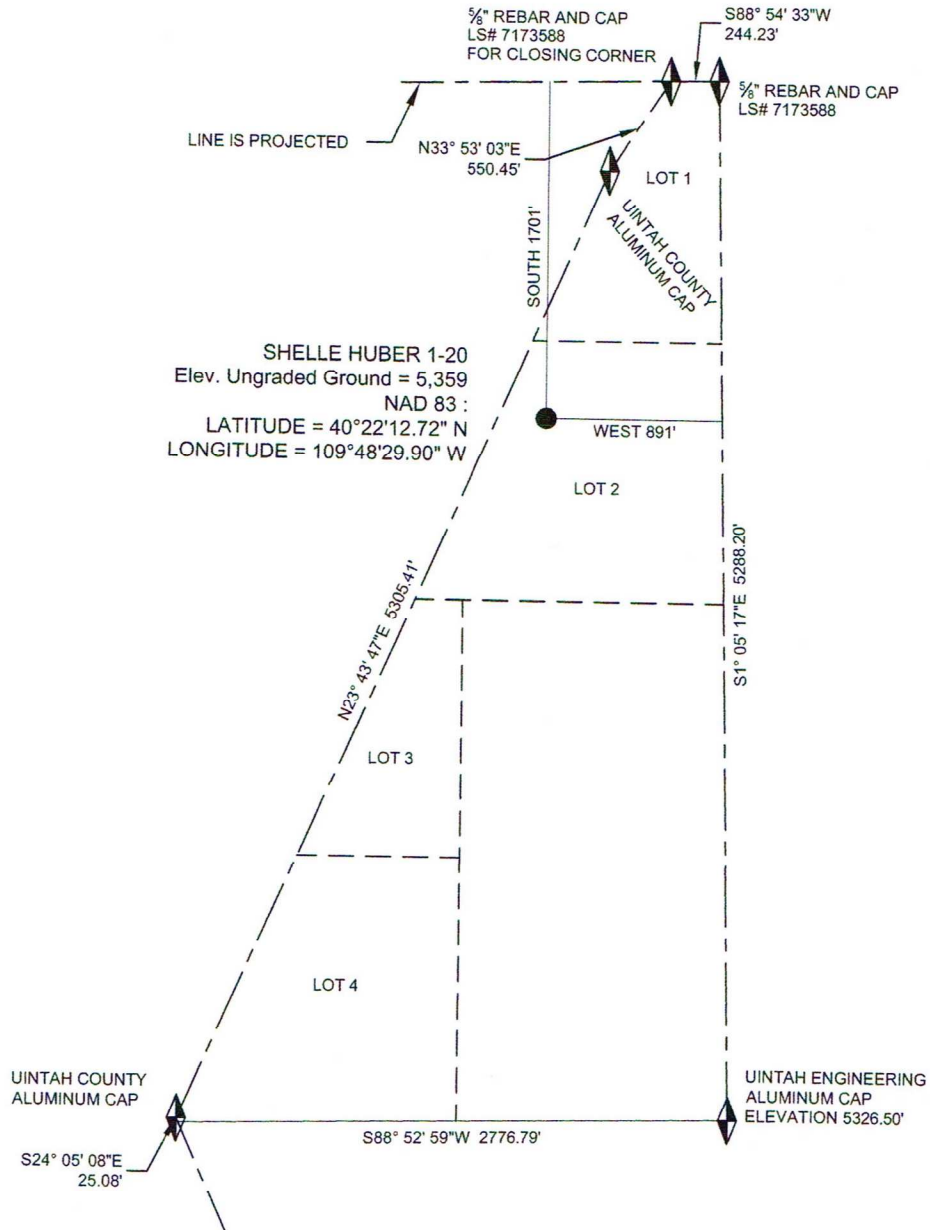 ⅝" REBAR AND CAP
LS# 7173588
FOR CLOSING CORNER
S88° 54' 33"W
244.23'
⅝" REBAR AND CAP
LS# 7173588
LINE IS PROJECTED
N33° 53' 03"E
550.45'
LOT 1
UINTAH COUNTY
ALUMINUM CAP
SOUTH 1701'
SHELLE HUBER 1-20
Elev. Ungraded Ground = 5,359
NAD 83 :
LATITUDE = 40°22'12.72" N
LONGITUDE = 109°48'29.90" W
WEST 891'
LOT 2
N23° 43' 47"E 5305.41'
S1° 05' 17"E 5288.20'
LOT 3
LOT 4
UINTAH COUNTY
ALUMINUM CAP
UINTAH ENGINEERING
ALUMINUM CAP
ELEVATION 5326.50'
S88° 52' 59"W 2776.79'
S24° 05' 08"E
25.08'